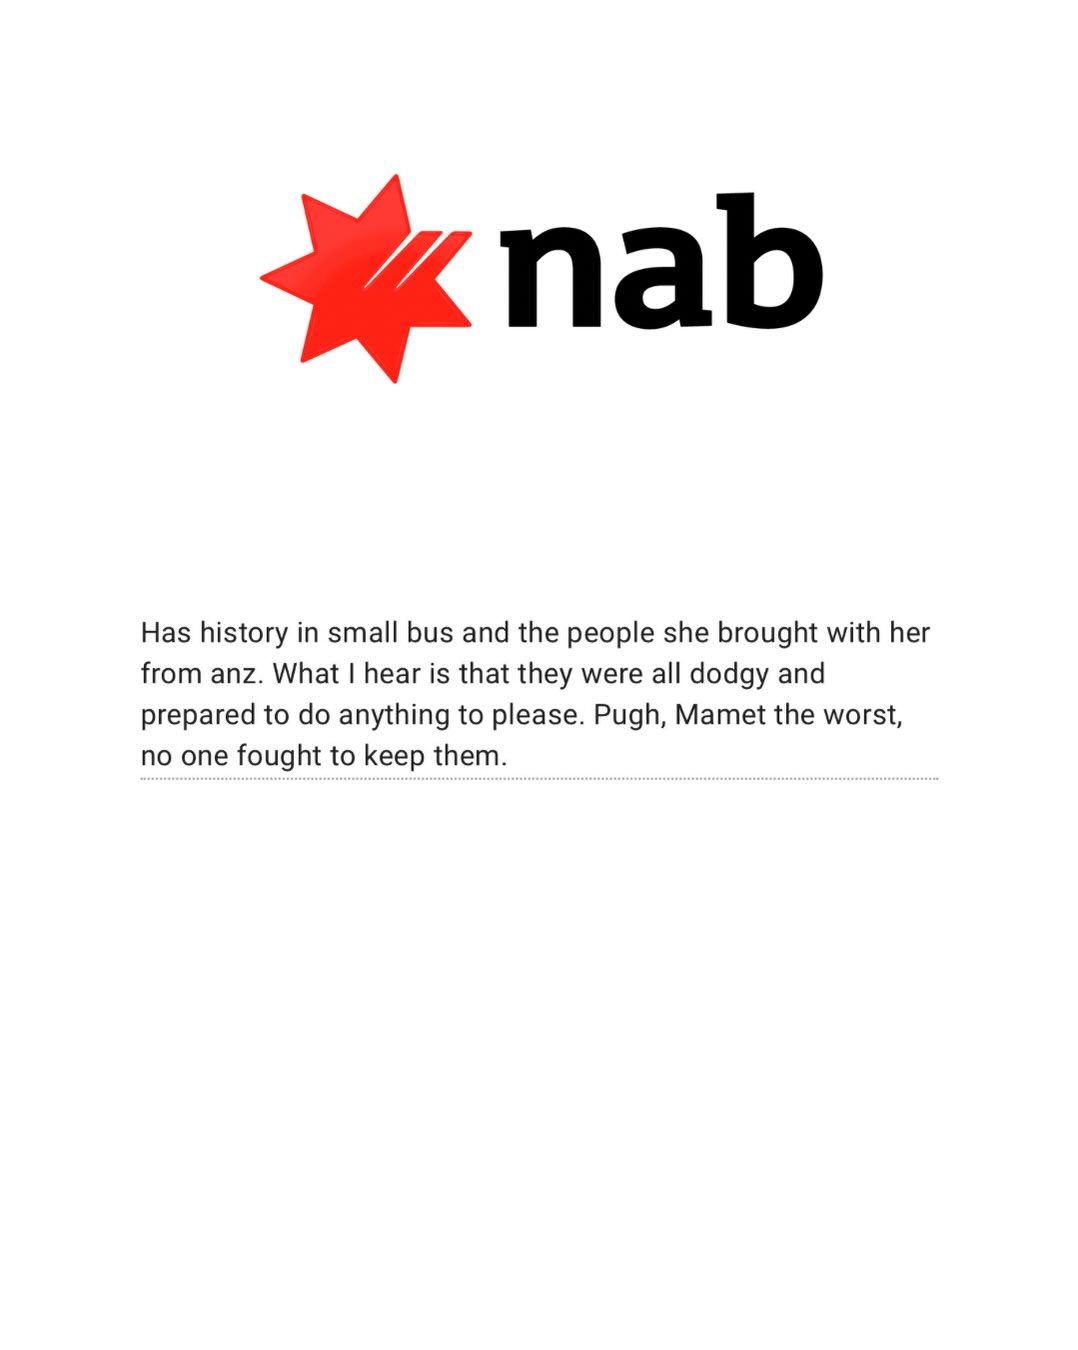 nab
Has history in small bus and the people she brought with her
from anz. What I hear is that they were all dodgy and
prepared to do anything to please. Pugh, Mamet the worst,
no one fought to keep them.